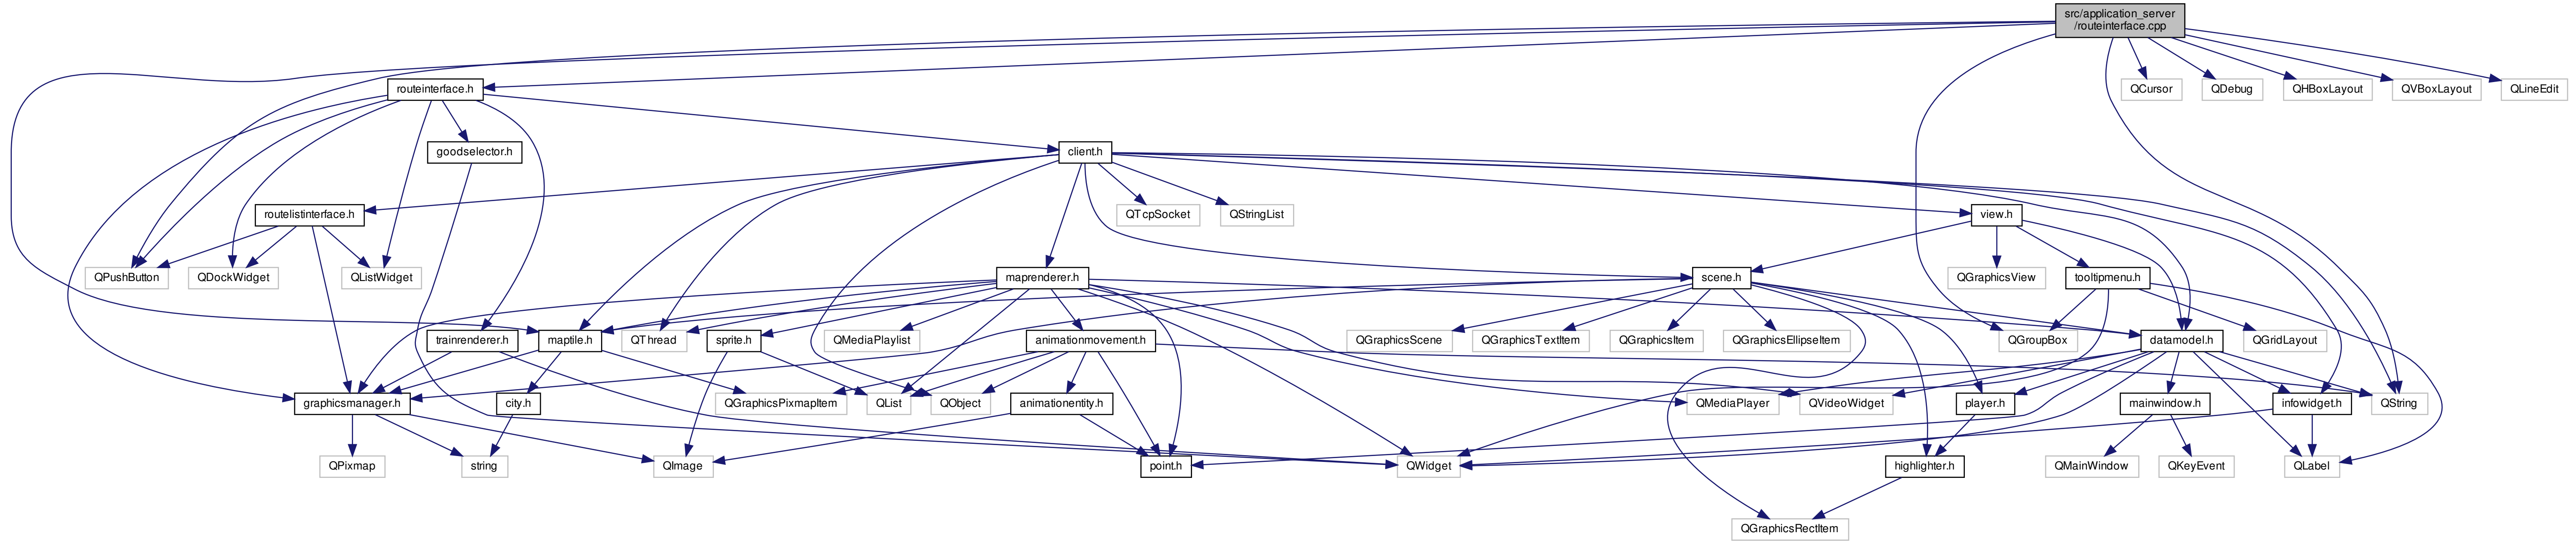 src/application_server
/routeinterface.cpp
routeinterface.h
QCursor
QDebug
QHBoxLayout
QVBoxLayout
QLineEdit
goodselector.h
client.h
routelistinterface.h
QTcpSocket
QStringList
view.h
QPushButton
QDockWidget
QListWidget
maprenderer.h
scene.h
QGraphicsView
tooltipmenu.h
trainrenderer.h
maptile.h
QThread
sprite.h
QMediaPlaylist
animationmovement.h
QGraphicsScene
QGraphicsTextItem
QGraphicsItem
QGraphicsEllipseItem
QGroupBox
datamodel.h
QGridLayout
graphicsmanager.h
city.h
QGraphicsPixmapItem
QList
QObject
animationentity.h
QMediaPlayer
QVideoWidget
player.h
mainwindow.h
infowidget.h
QString
QPixmap
string
QImage
point.h
QWidget
highlighter.h
QMainWindow
QKeyEvent
QLabel
QGraphicsRectItem